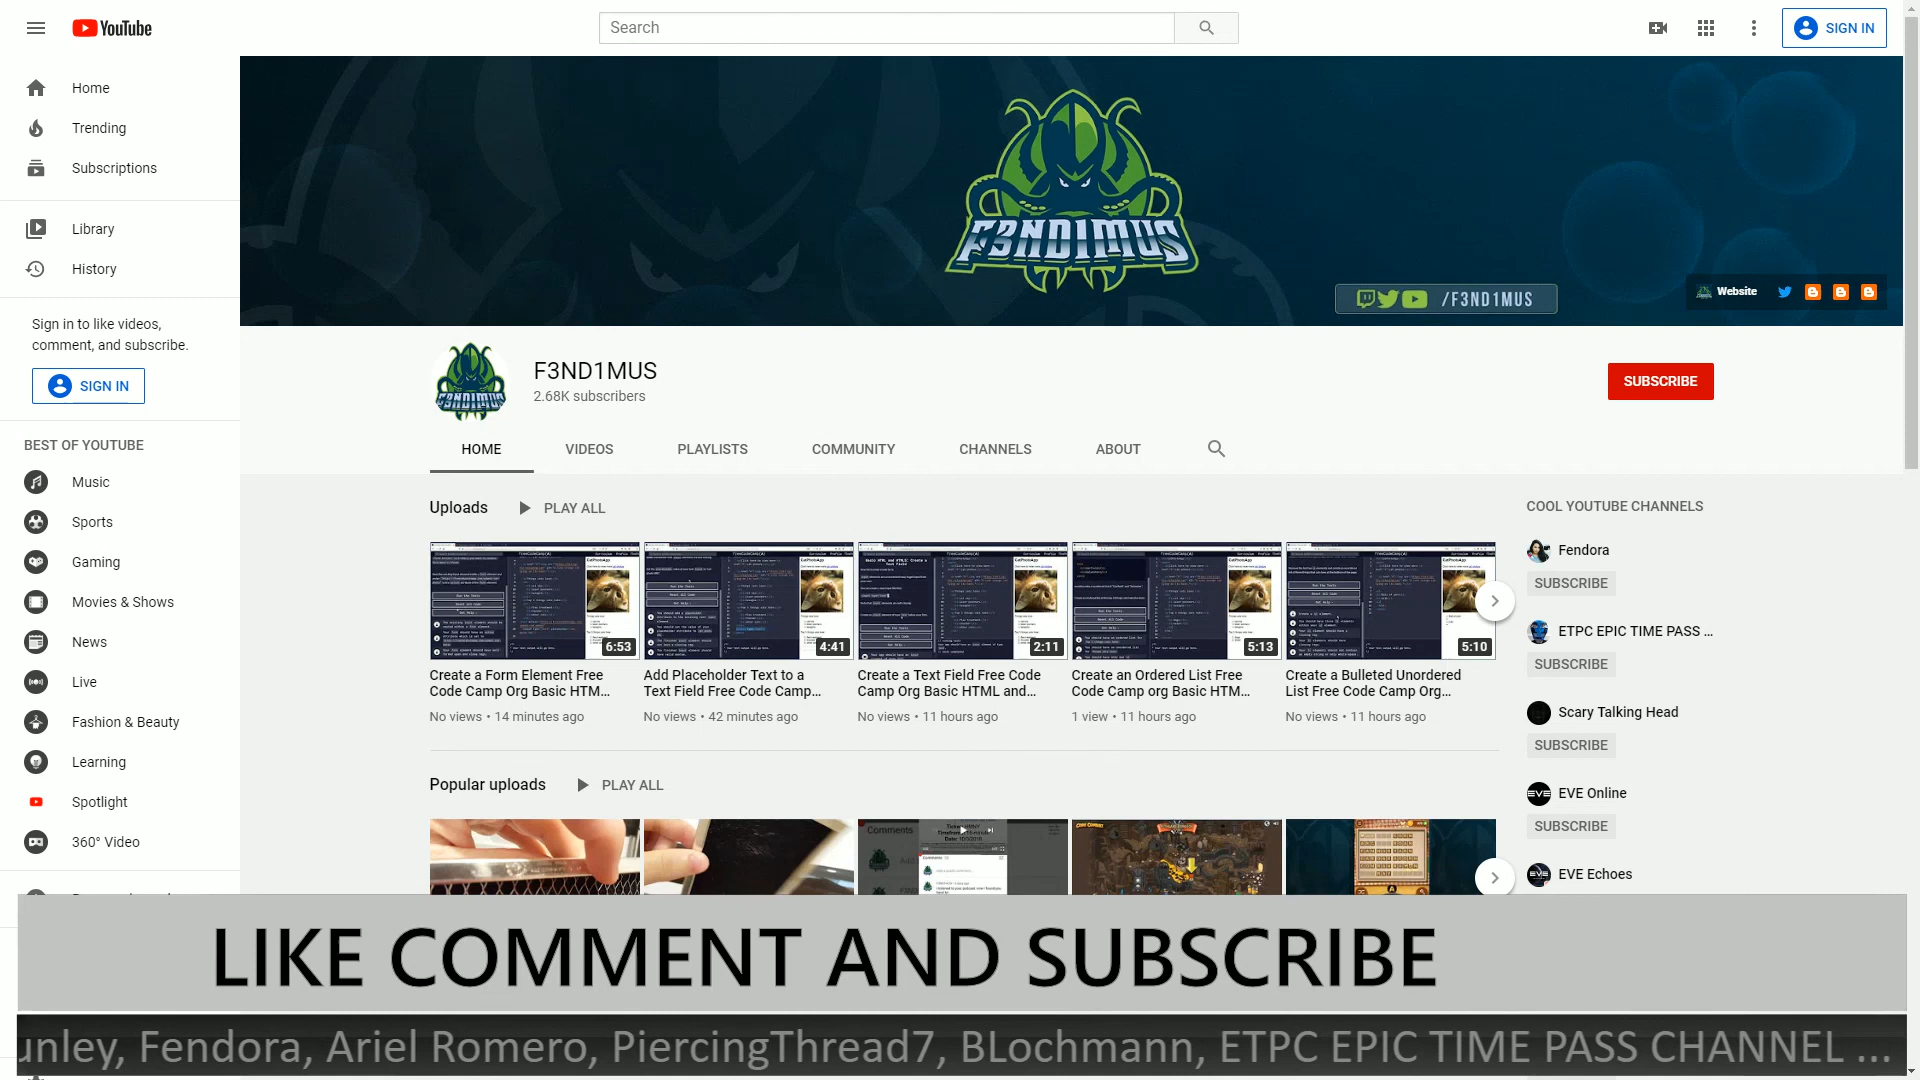 YouTube
Search
SIGN IN
Home
Trending
Subscriptions
Library
History
Sign in to like videos,
comment, and subscribe.
SIGN IN
BEST OF YOUTUBE
Music
Sports
Gaming
Movies & Shows
News
Live
Fashion & Beauty
Learning
Spotlight
360° Video
F3ND1MUS
/F3ND1MUS
Website
F3ND1MUS
2.68K subscribers
SUBSCRIBE
HOME VIDEOS PLAYLISTS COMMUNITY CHANNELS ABOUT
Uploads PLAY ALL
6:53
Create a Form Element Free
Code Camp Org Basic HTM...
No views • 14 minutes ago
4:41
Add Placeholder Text to a
Text Field Free Code Camp...
No views • 42 minutes ago
2:11
Create a Text Field Free Code
Camp Org Basic HTML and...
No views • 11 hours ago
5:13
Create an Ordered List Free
Code Camp org Basic HTM...
1 view • 11 hours ago
5:10
Create a Bulleted Unordered
List Free Code Camp Org...
No views • 11 hours ago
Popular uploads PLAY ALL
Comments
COOL YOUTUBE CHANNELS
Fendora
SUBSCRIBE
ETPC EPIC TIME PASS ...
SUBSCRIBE
Scary Talking Head
SUBSCRIBE
EVE Online
SUBSCRIBE
EVE Echoes
LIKE COMMENT AND SUBSCRIBE
unley, Fendora, Ariel Romero, PiercingThread7, BLochmann, ETPC EPIC TIME PASS CHANNEL ...